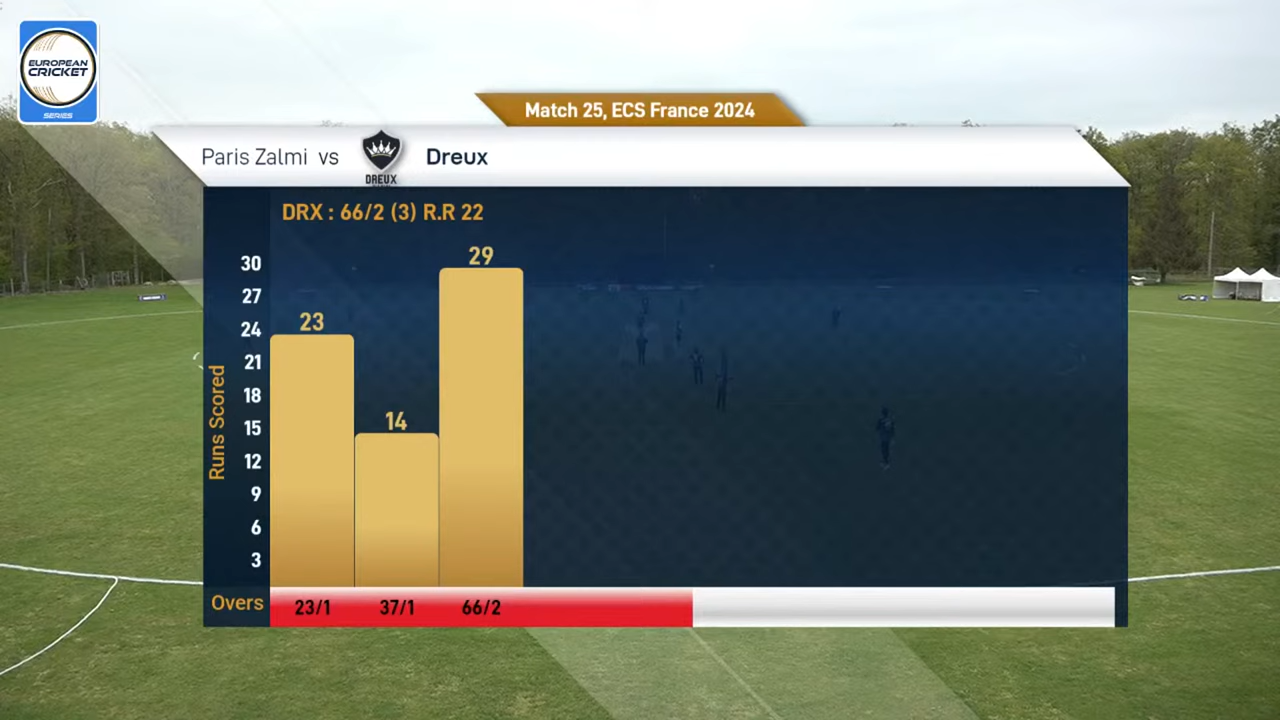 EUROPEAN
CRICKET
SERIES
Match 25, ECS France 2024
Paris Zalmi vs DREUX Dreux
DRX : 66/2 (3) R.R 22
30
27
24
21
18
15
12
9
6
3
Runs Scored
23
14
29
Overs 23/1 37/1 66/2